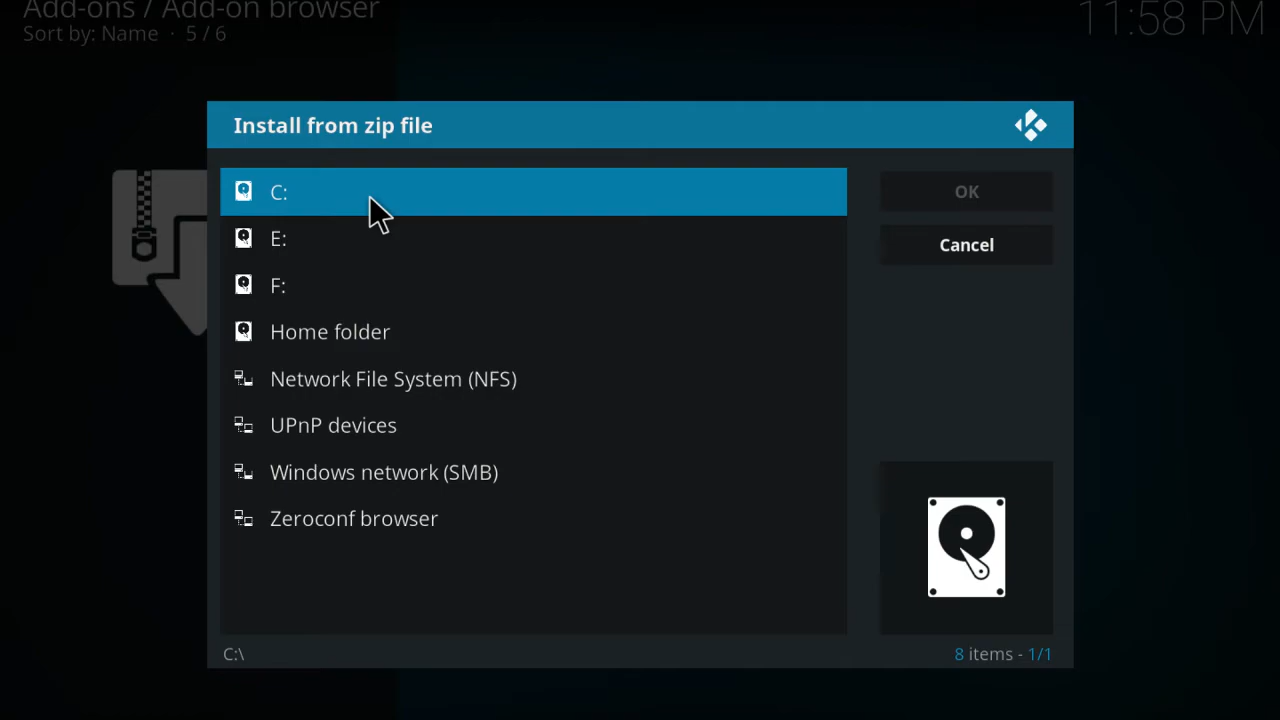 Add-ons / Add-on browser
Sort by: Name · 5 / 6
11:58 PM
Install from zip file
C:
E:
F:
Home folder
Network File System (NFS)
UPnP devices
Windows network (SMB)
Zeroconf browser
OK
Cancel
C:\
8 items - 1/1